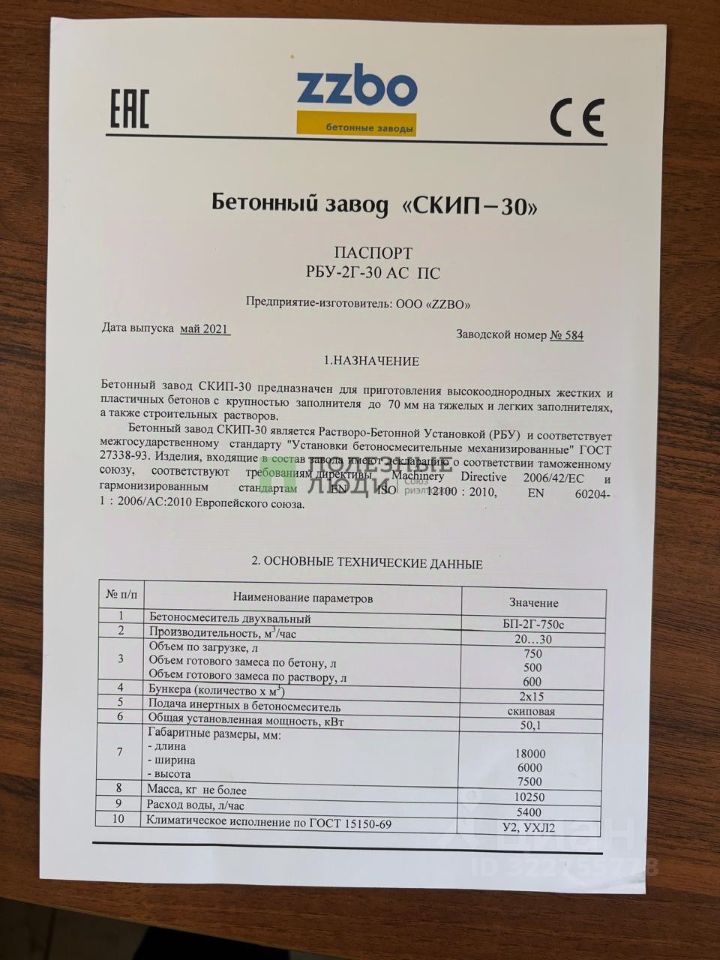 EAC
zzbo
бетонные заводы
CE
Бетонный завод «СКИП–30»
ПАСПОРТ
РБУ-2Г-30 АС ПС
Предприятие-изготовитель: ООО «ZZBO»
Дата выпуска май 2021
Заводской номер № 584
1.НАЗНАЧЕНИЕ
Бетонный завод СКИП-30 предназначен для приготовления высокооднородных жестких и
пластичных бетонов с крупностью заполнителя до 70 мм на тяжелых и легких заполнителях,
а также строительных растворов.
Бетонный завод СКИП-30 является Растворо-Бетонной Установкой (РБУ) и соответствует
межгосударственному стандарту "Установки бетоносмесительные механизированные" ГОСТ
27338-93. Изделия, входящие в состав завода имеют декларацию о соответствии таможенному
союзу, соответствуют требованиям директивы Machinery Directive 2006/42/EC и
гармонизированным стандартам EN ISO 12100 : 2010, EN 60204-
1 : 2006/AC:2010 Европейского союза.
ПОЛЕЗНЫЕ
ЛЮДИ
СОЮЗ
2. ОСНОВНЫЕ ТЕХНИЧЕСКИЕ ДАННЫЕ
№ п/п Наименование параметров Значение
1 Бетоносмеситель двухвальный БП-2Г-750с
2 Производительность, м³/час 20...30
3 Объем по загрузке, л 750
Объем готового замеса по бетону, л 500
Объем готового замеса по раствору, л 600
4 Бункера (количество х м³) 2х15
5 Подача инертных в бетоносмеситель скиповая
6 Общая установленная мощность, кВт 50,1
7 Габаритные размеры, мм:
- длина 18000
- ширина 6000
- высота 7500
8 Масса, кг не более 10250
9 Расход воды, л/час 5400
10 Климатическое исполнение по ГОСТ 15150-69 У2, УХЛ2